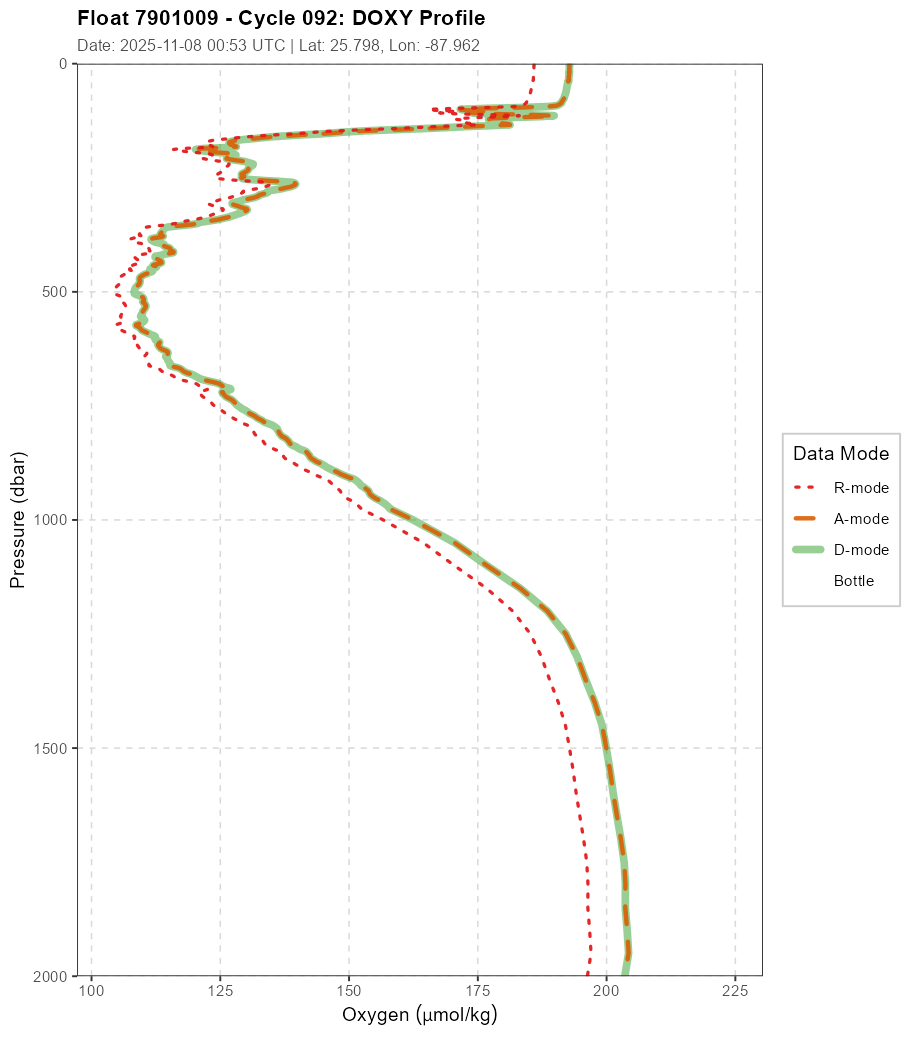 Float 7901009 - Cycle 092: DOXY Profile
Date: 2025-11-08 00:53 UTC | Lat: 25.798, Lon: -87.962
0
500
1000
1500
2000
Pressure (dbar)
100
125
150
175
200
225
Oxygen (μmol/kg)
Data Mode
R-mode
A-mode
D-mode
Bottle